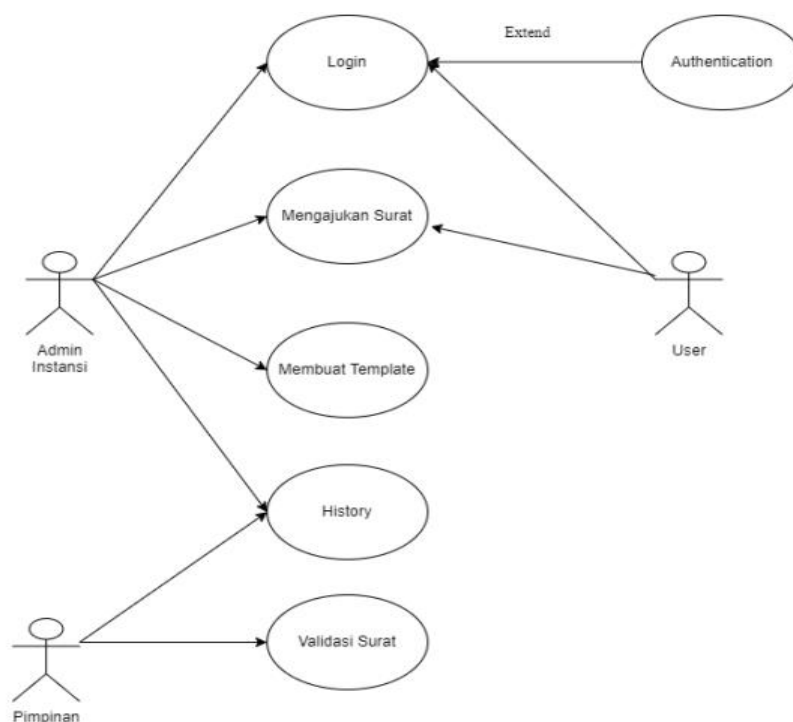 Extend
Login
Authentication
Mengajukan Surat
Admin
Instansi
User
Membuat Template
History
Validasi Surat
Pimpinan